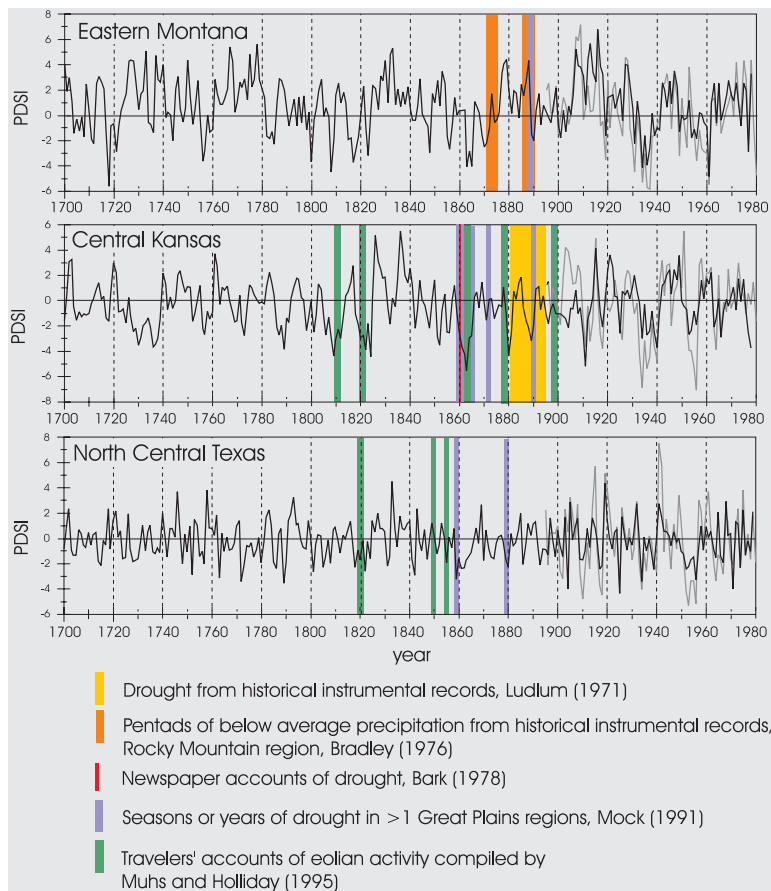 Eastern Montana
PDSI
8
6
4
2
0
-2
-4
-6
1700 1720 1740 1760 1780 1800 1820 1840 1860 1880 1900 1920 1940 1960 1980
Central Kansas
PDSI
6
4
2
0
-2
-4
-6
-8
1700 1720 1740 1760 1780 1800 1820 1840 1860 1880 1900 1920 1940 1960 1980
North Central Texas
PDSI
8
6
4
2
0
-2
-4
-6
1700 1720 1740 1760 1780 1800 1820 1840 1860 1880 1900 1920 1940 1960 1980
year
Drought from historical instrumental records, Ludlum (1971)
Pentads of below average precipitation from historical instrumental records,
Rocky Mountain region, Bradley (1976)
Newspaper accounts of drought, Bark (1978)
Seasons or years of drought in >1 Great Plains regions, Mock (1991)
Travelers' accounts of eolian activity compiled by
Muhs and Holliday (1995)